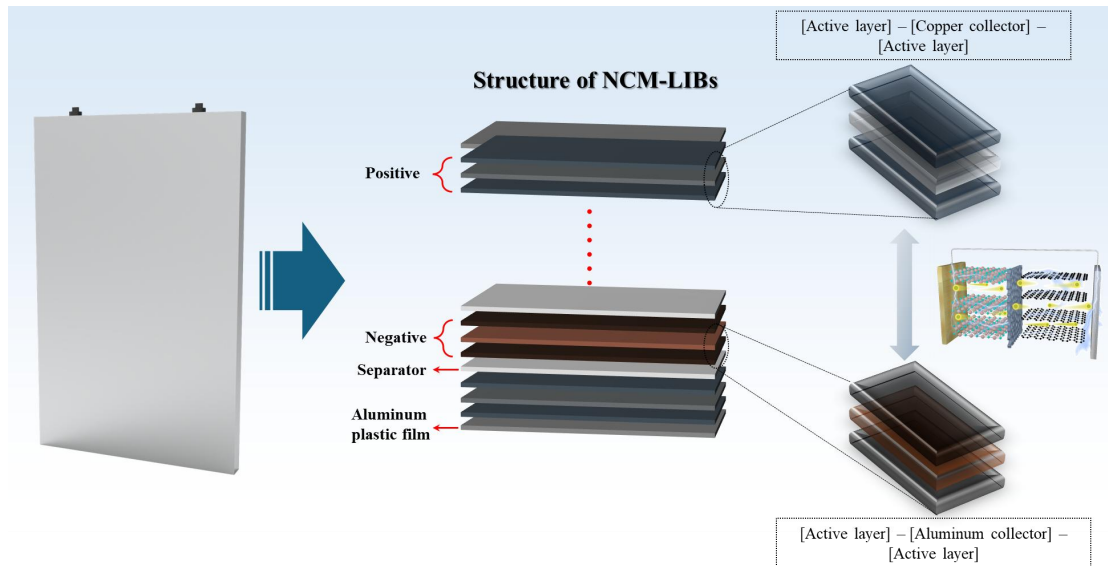 [Active layer] – [Copper collector] –
[Active layer]
Structure of NCM-LIBs
Positive
Negative
Separator
Aluminum
plastic film
[Active layer] – [Aluminum collector] –
[Active layer]